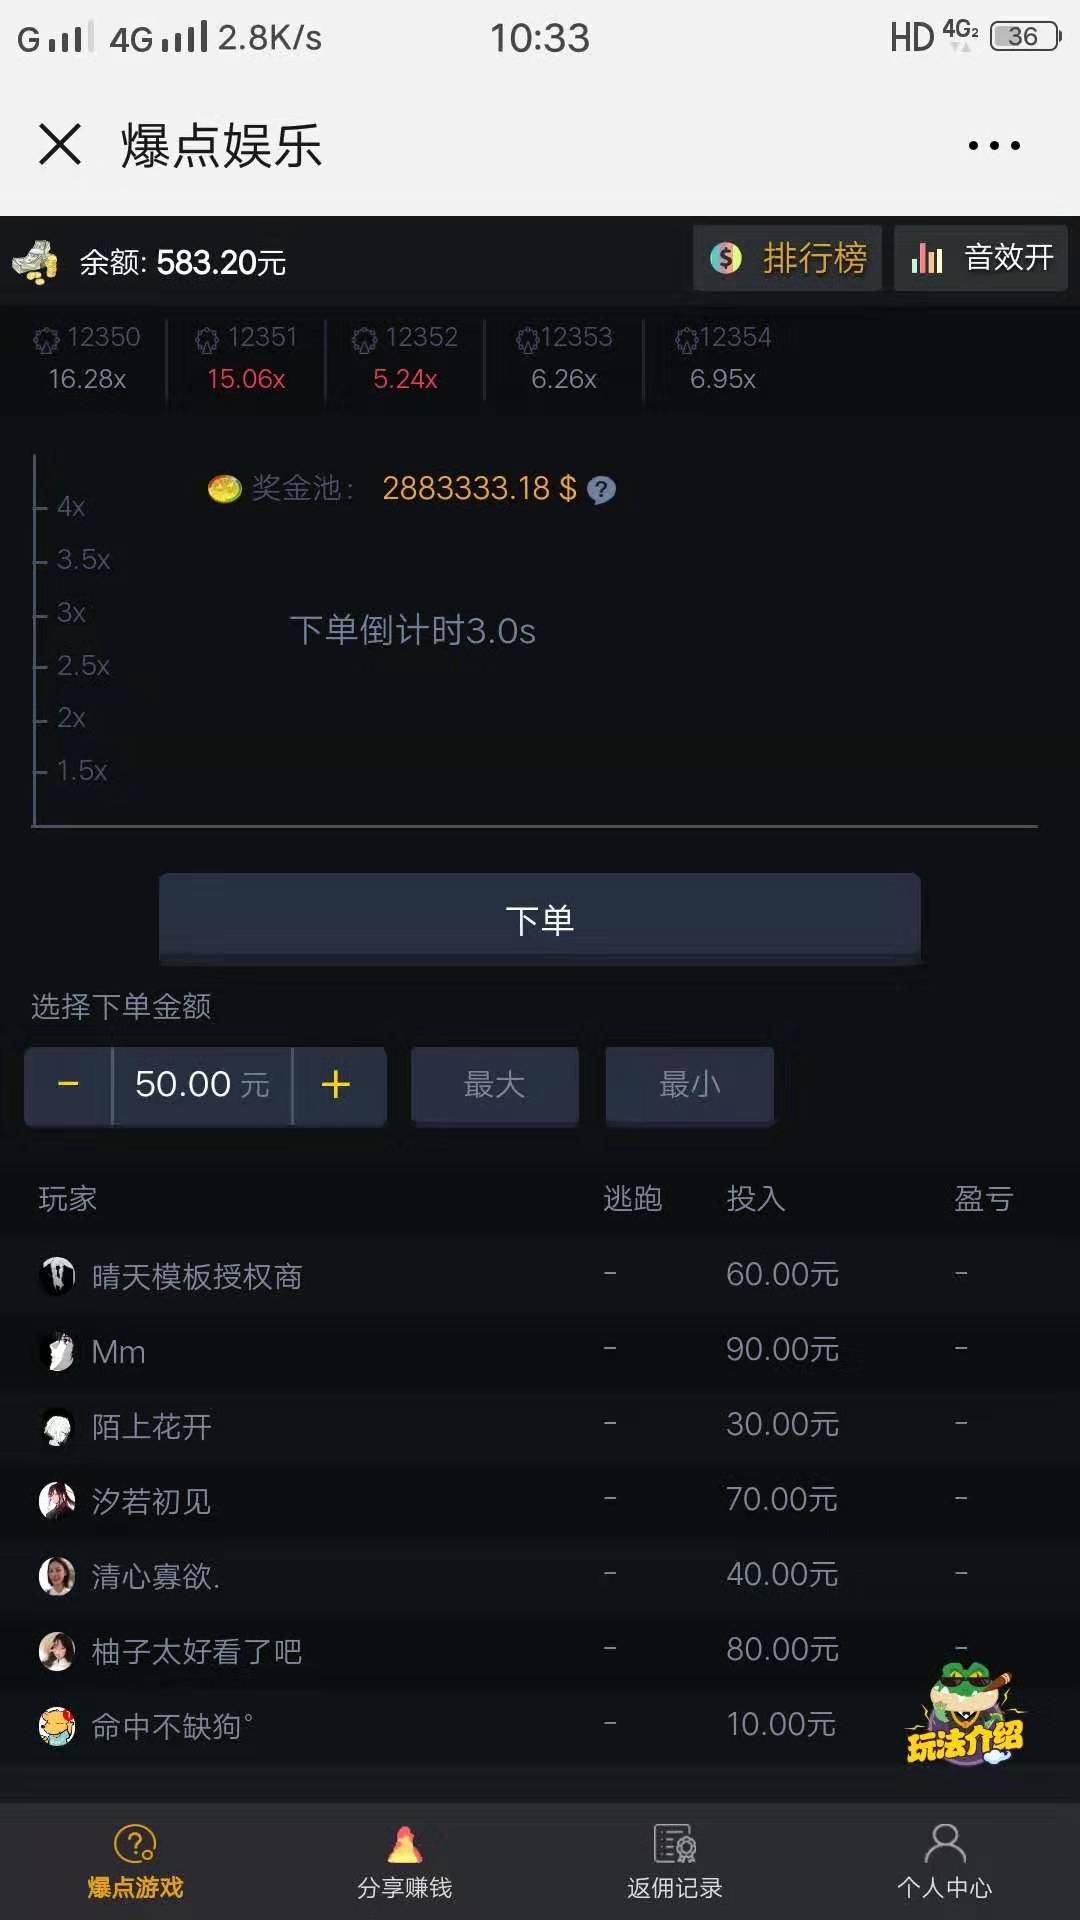 G 4G 2.8K/s 10:33 HD 4G2 36
爆点娱乐
余额: 583.20元 排行榜 音效开
12350 12351 12352 12353 12354
16.28x 15.06x 5.24x 6.26x 6.95x
奖金池: 2883333.18 $ ?
4x
3.5x
3x
下单倒计时3.0s
2.5x
2x
1.5x
下单
选择下单金额
- 50.00 元 + 最大 最小
玩家 逃跑 投入 盈亏
晴天模板授权商 - 60.00元 -
Mm - 90.00元 -
陌上花开 - 30.00元 -
汐若初见 - 70.00元 -
清心寡欲. - 40.00元 -
柚子太好看了吧 - 80.00元 -
命中不缺狗° - 10.00元
玩法介绍
爆点游戏 分享赚钱 返佣记录 个人中心